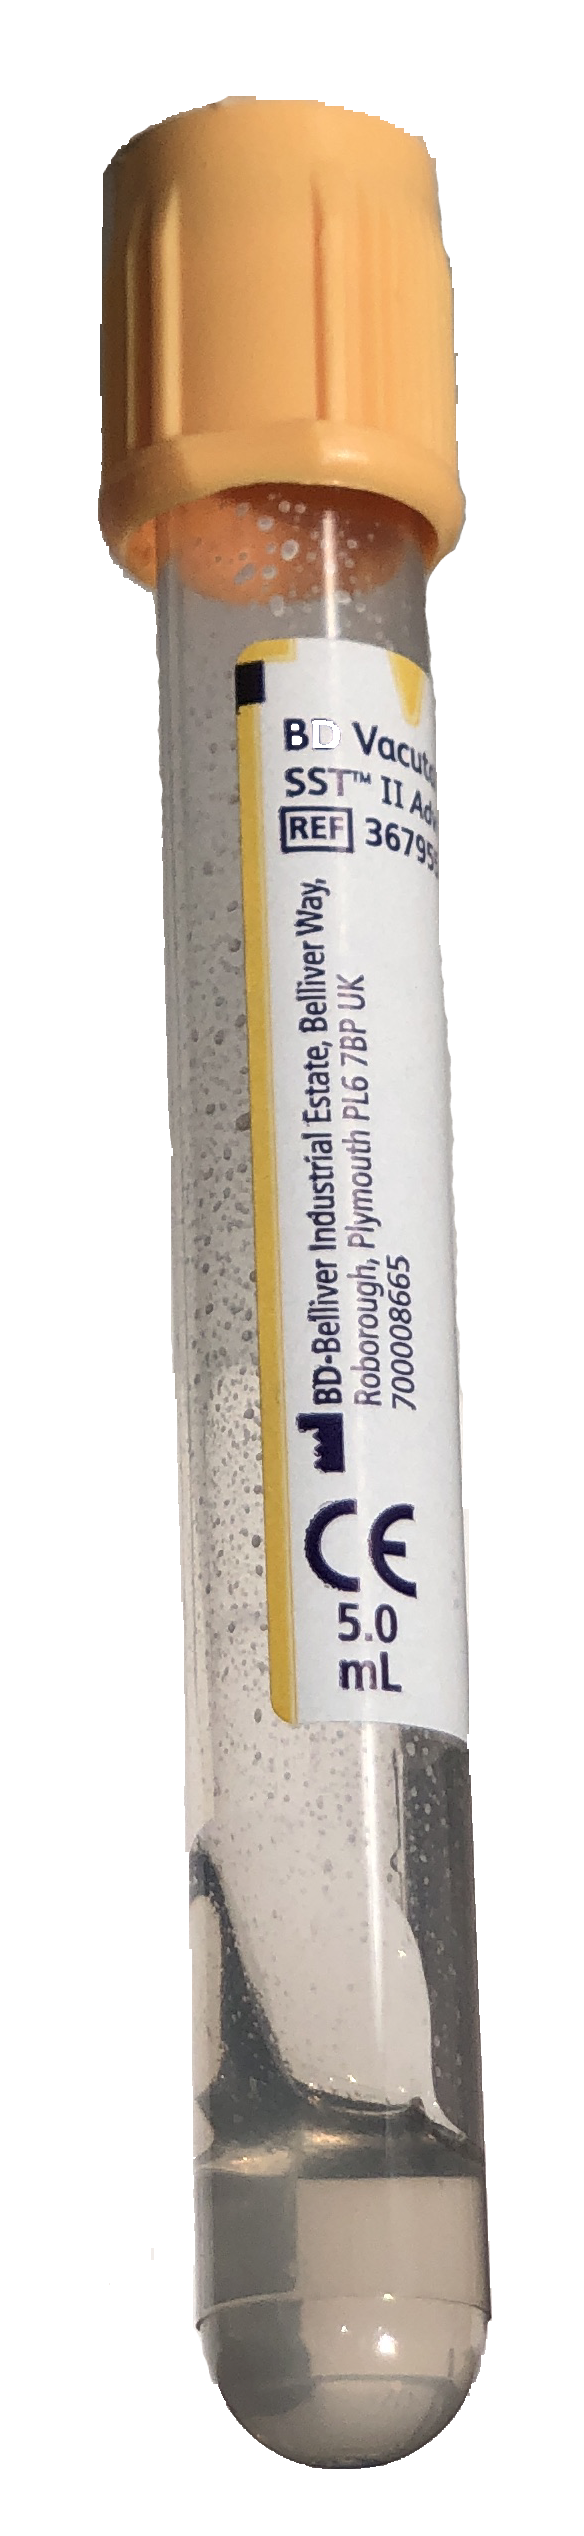 BD Vacut
SST™ II Adv
REF 36795
BD-Belliver Industrial Estate, Belliver Way,
Roborough, Plymouth PL6 7BP UK
700008665
CE
5.0
mL